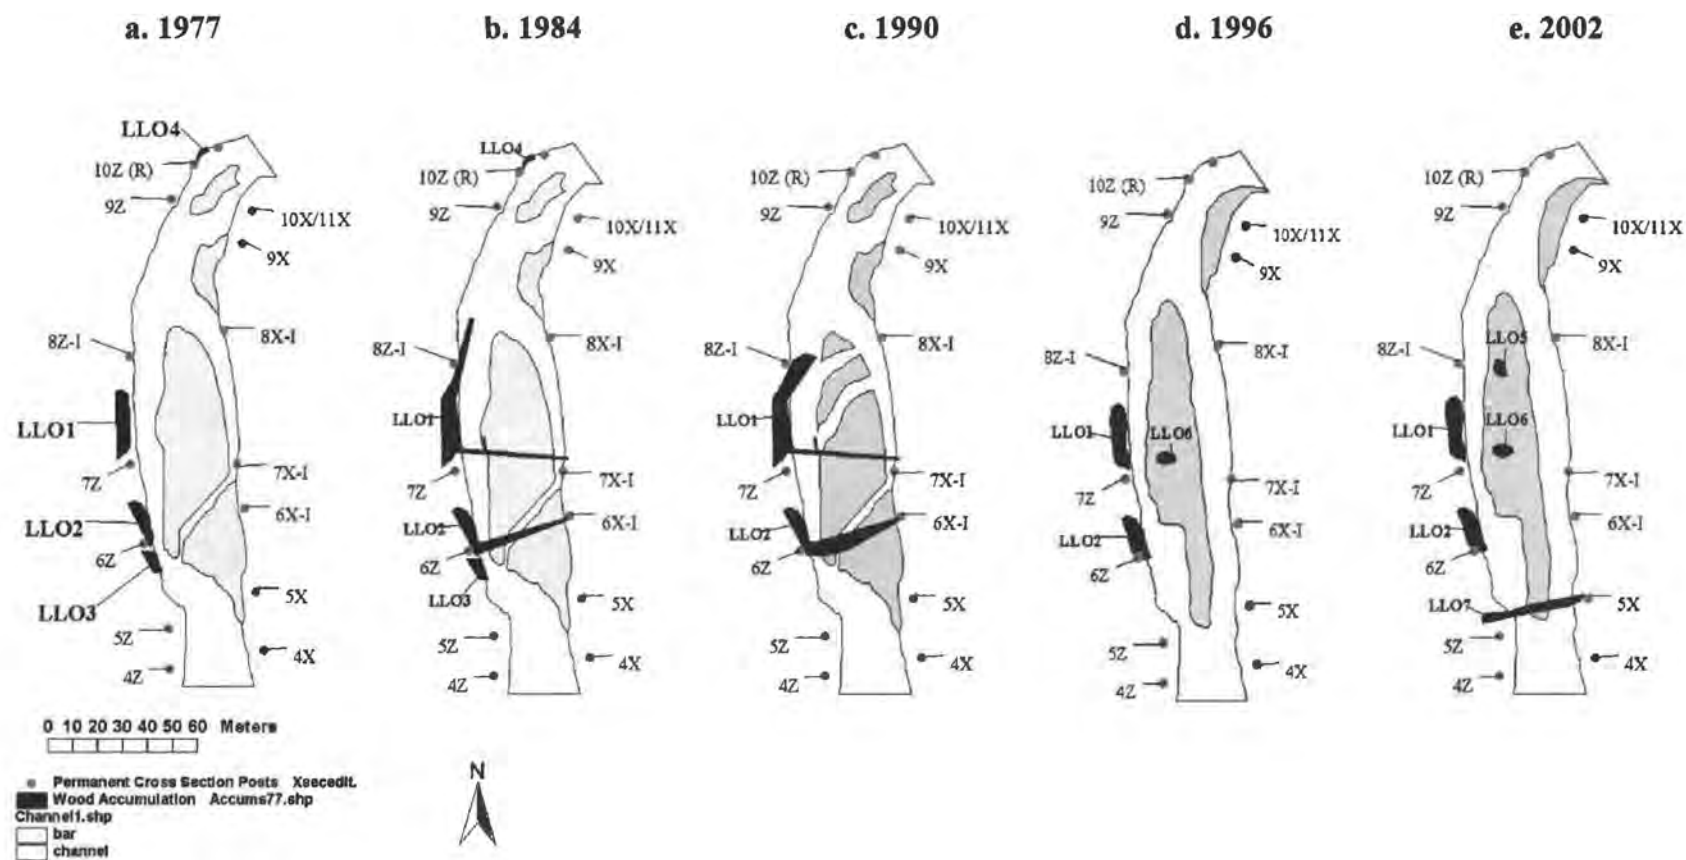 a. 1977
b. 1984
c. 1990
d. 1996
e. 2002
LLO4
10Z (R)
9Z
10X/11X
9X
8Z-I
8X-I
LLO1
7Z
7X-I
LLO2
6X-I
6Z
LLO3
5X
5Z
4X
4Z
LLO4
10Z (R)
9Z
10X/11X
9X
8Z-I
8X-I
LLO1
7Z
7X-I
LLO2
6X-I
6Z
LLO3
5X
5Z
4X
4Z
10Z (R)
9Z
10X/11X
9X
8Z-I
8X-I
LLO1
7Z
7X-I
LLO2
6X-I
6Z
5X
5Z
4X
4Z
10Z (R)
9Z
10X/11X
9X
8Z-I
8X-I
LLO1
LLO6
7Z
7X-I
LLO2
6X-I
6Z
5X
5Z
4X
4Z
10Z (R)
9Z
10X/11X
9X
8Z-I
8X-I
LLO5
LLO1
LLO6
7Z
7X-I
LLO2
6X-I
6Z
LLO7
5X
5Z
4X
4Z
0 10 20 30 40 50 60 Meters
Permanent Cross Section Posts Xsecedit.
Wood Accumulation Accums77.shp
Channel1.shp
bar
channel
N